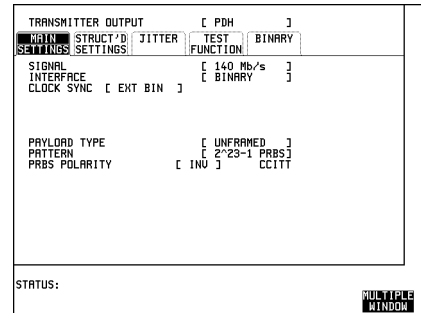 TRANSMITTER OUTPUT [ PDH ]
MAIN SETTINGS STRUCT'D SETTINGS JITTER TEST FUNCTION BINARY
SIGNAL [ 140 Mb/s ]
INTERFACE [ BINARY ]
CLOCK SYNC [ EXT BIN ]
PAYLOAD TYPE [ UNFRAMED ]
PATTERN [ 2^23-1 PRBS]
PRBS POLARITY [ INV ] CCITT
STATUS:
MULTIPLE
WINDOW